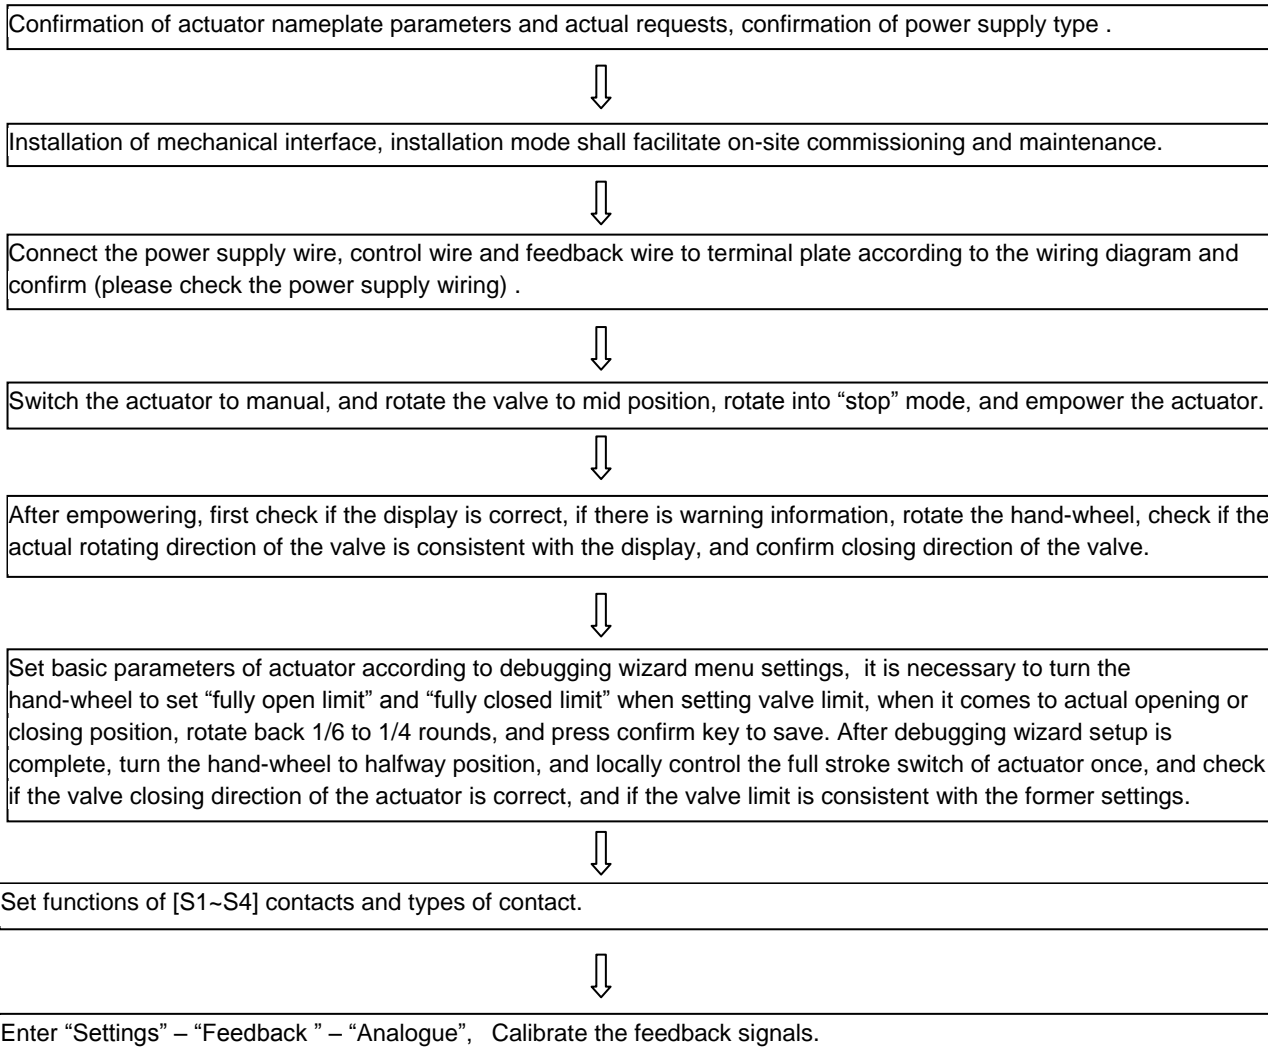 Confirmation of actuator nameplate parameters and actual requests, confirmation of power supply type .
Installation of mechanical interface, installation mode shall facilitate on-site commissioning and maintenance.
Connect the power supply wire, control wire and feedback wire to terminal plate according to the wiring diagram and
confirm (please check the power supply wiring) .
Switch the actuator to manual, and rotate the valve to mid position, rotate into “stop” mode, and empower the actuator.
After empowering, first check if the display is correct, if there is warning information, rotate the hand-wheel, check if the
actual rotating direction of the valve is consistent with the display, and confirm closing direction of the valve.
Set basic parameters of actuator according to debugging wizard menu settings, it is necessary to turn the
hand-wheel to set “fully open limit” and “fully closed limit” when setting valve limit, when it comes to actual opening or
closing position, rotate back 1/6 to 1/4 rounds, and press confirm key to save. After debugging wizard setup is
complete, turn the hand-wheel to halfway position, and locally control the full stroke switch of actuator once, and check
if the valve closing direction of the actuator is correct, and if the valve limit is consistent with the former settings.
Set functions of [S1~S4] contacts and types of contact.
Enter “Settings” – “Feedback ” – “Analogue”, Calibrate the feedback signals.